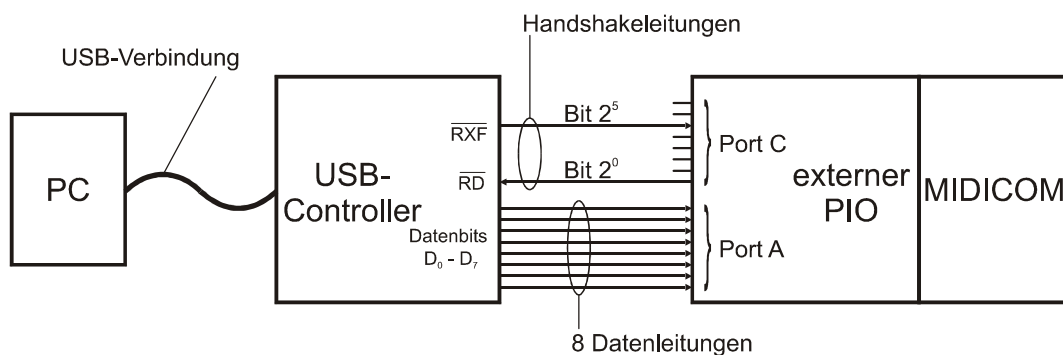 Handshakeleitungen
USB-Verbindung
PC
USB-
Controller
RXF
RD
Datenbits
D₀ - D₇
Bit 2⁵
Bit 2⁰
Port C
Port A
externer
PIO
MIDICOM
8 Datenleitungen